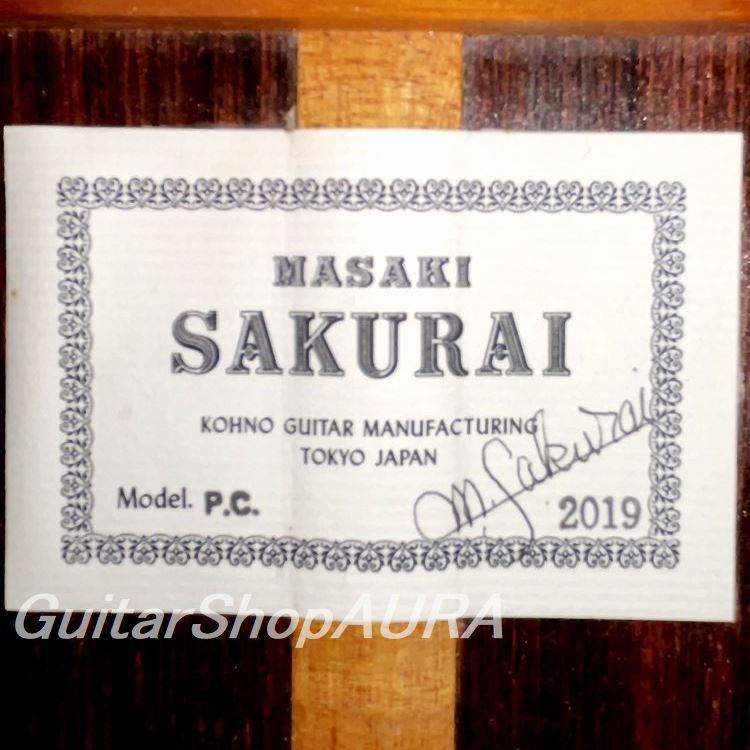 MASAKI
SAKURAI
KOHNO GUITAR MANUFACTURING
TOKYO JAPAN
M. Sakurai
Model. P.C.
2019
GuitarShopAURA